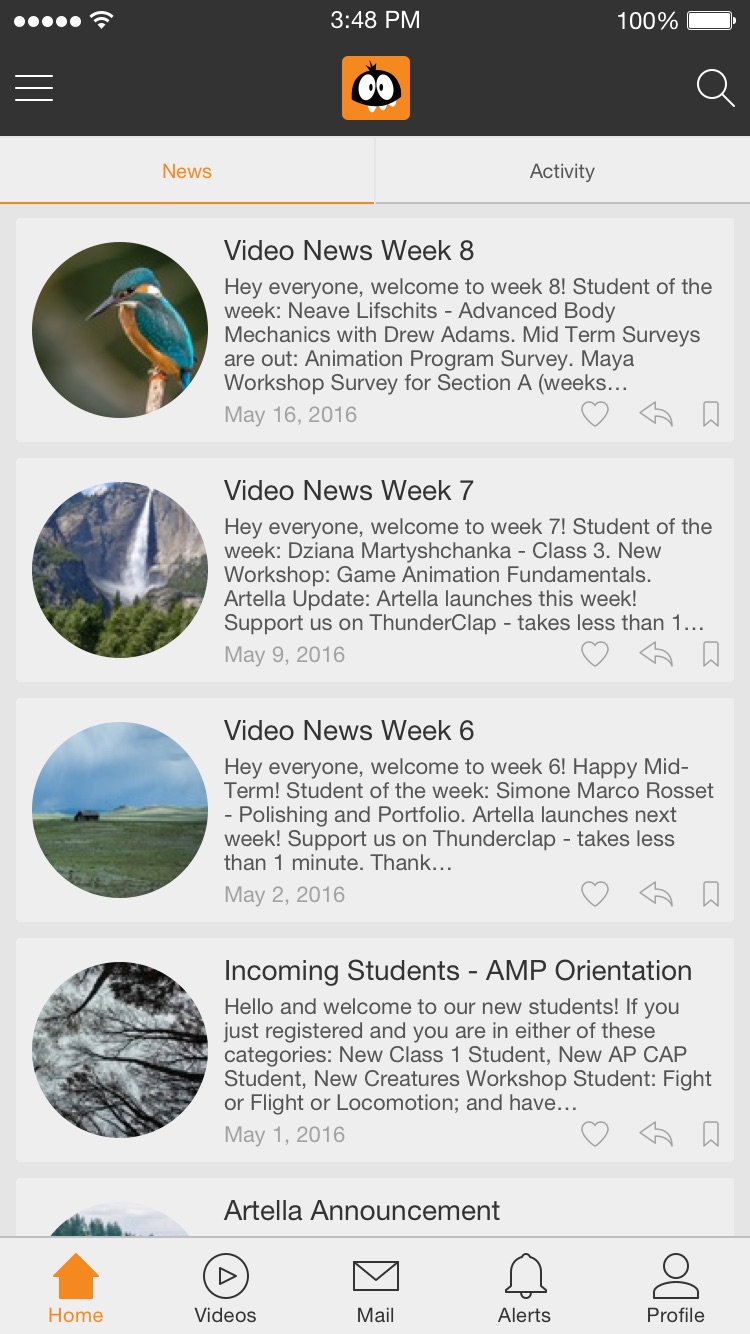 3:48 PM
100%
News
Activity
Video News Week 8
Hey everyone, welcome to week 8! Student of the
week: Neave Lifschits - Advanced Body
Mechanics with Drew Adams. Mid Term Surveys
are out: Animation Program Survey. Maya
Workshop Survey for Section A (weeks…
May 16, 2016
Video News Week 7
Hey everyone, welcome to week 7! Student of the
week: Dziana Martyshchanka - Class 3. New
Workshop: Game Animation Fundamentals.
Artella Update: Artella launches this week!
Support us on ThunderClap - takes less than 1…
May 9, 2016
Video News Week 6
Hey everyone, welcome to week 6! Happy Mid-
Term! Student of the week: Simone Marco Rosset
- Polishing and Portfolio. Artella launches next
week! Support us on Thunderclap - takes less
than 1 minute. Thank…
May 2, 2016
Incoming Students - AMP Orientation
Hello and welcome to our new students! If you
just registered and you are in either of these
categories: New Class 1 Student, New AP CAP
Student, New Creatures Workshop Student: Fight
or Flight or Locomotion; and have…
May 1, 2016
Artella Announcement
Home
Videos
Mail
Alerts
Profile